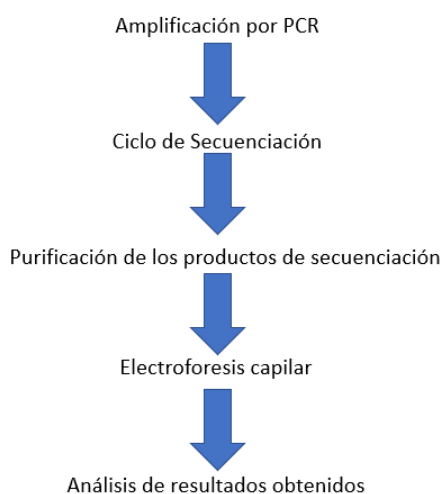 Amplificación por PCR
Ciclo de Secuenciación
Purificación de los productos de secuenciación
Electroforesis capilar
Análisis de resultados obtenidos